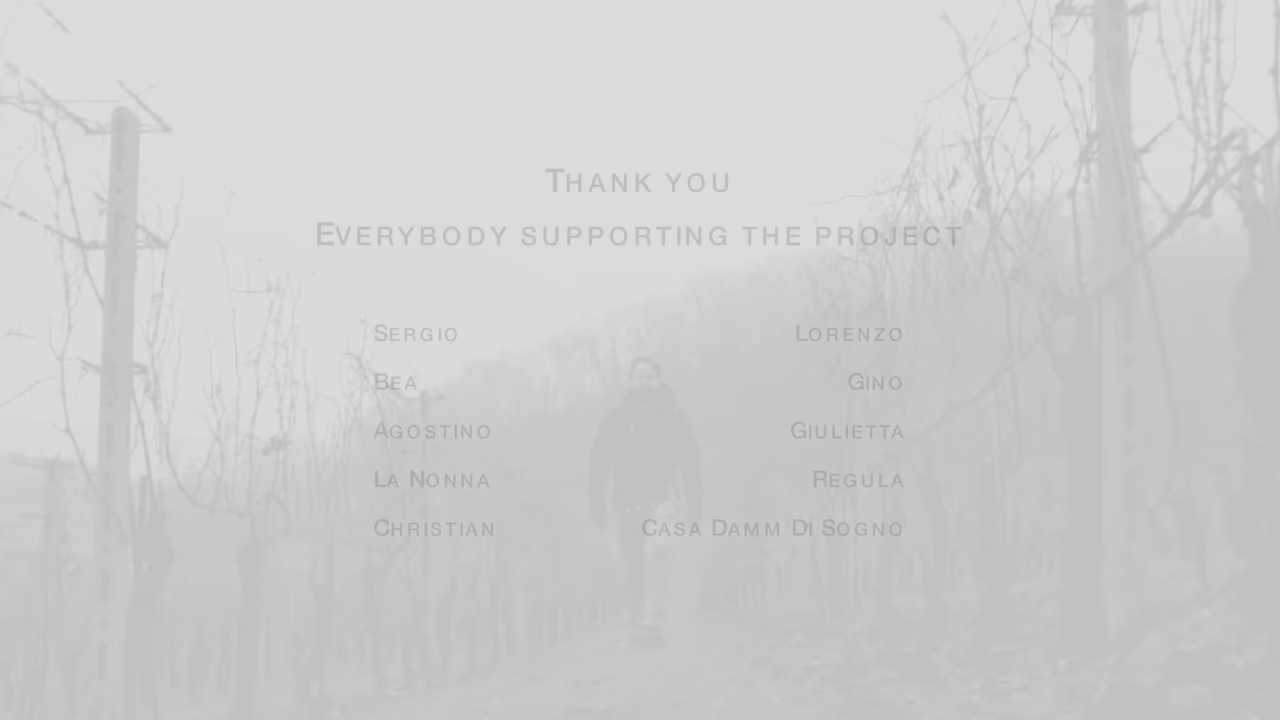 Thank you
Everybody supporting the project
Sergio
Lorenzo
Bea
Gino
Agostino
Giulietta
La Nonna
Regula
Christian
Casa Damm Di Sogno